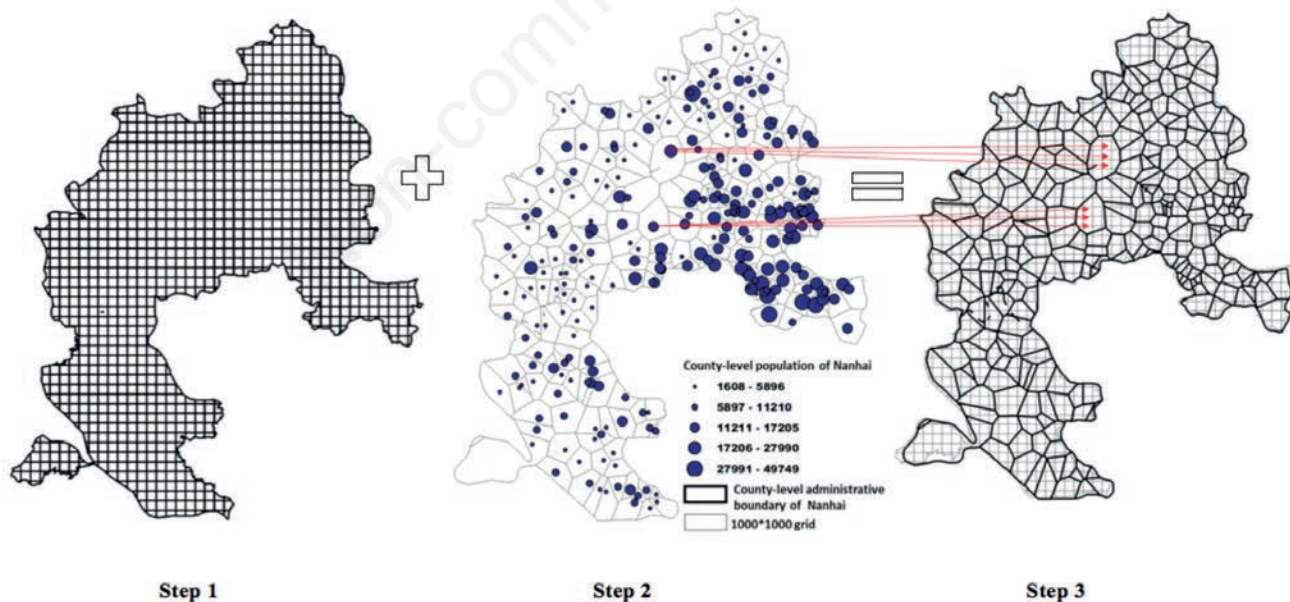 County-level population of Nanhai
1608 - 5896
5897 - 11210
11211 - 17205
17206 - 27990
27991 - 49749
County-level administrative
boundary of Nanhai
1000*1000 grid
Step 1
Step 2
Step 3